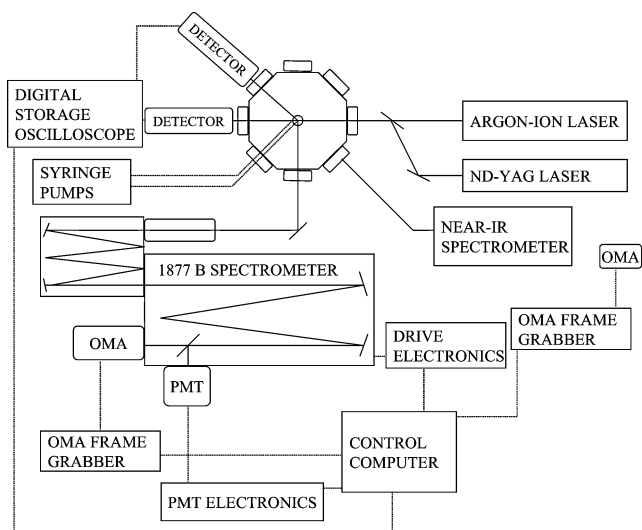 DETECTOR
DIGITAL
STORAGE
OSCILLOSCOPE
DETECTOR
ARGON-ION LASER
SYRINGE
PUMPS
ND-YAG LASER
NEAR-IR
SPECTROMETER
OMA
1877 B SPECTROMETER
OMA FRAME
GRABBER
OMA
DRIVE
ELECTRONICS
PMT
OMA FRAME
GRABBER
CONTROL
COMPUTER
PMT ELECTRONICS